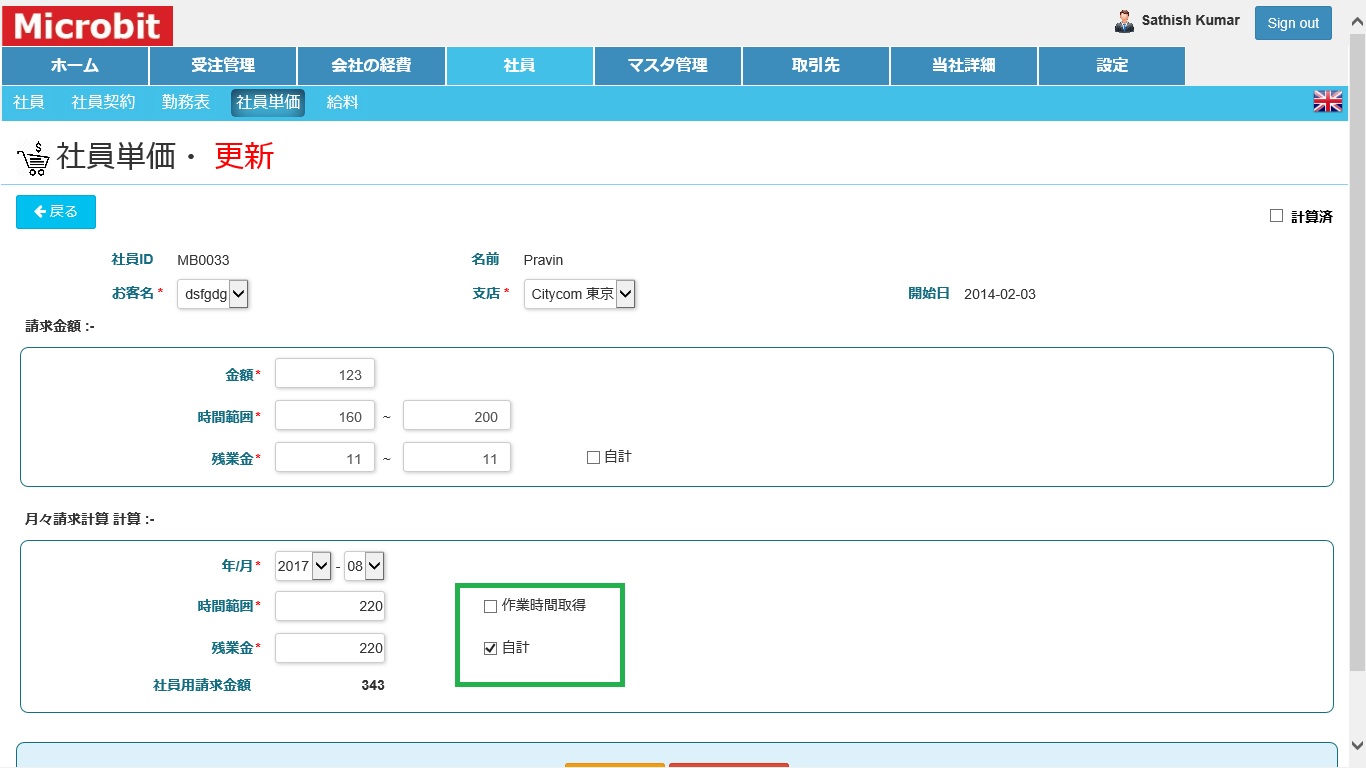 Microbit
Sathish Kumar
Sign out
ホーム 受注管理 会社の経費 社員 マスタ管理 取引先 当社詳細 設定
社員 社員契約 勤務表 社員単価 給料
社員単価・ 更新
戻る
計算済
社員ID MB0033 名前 Pravin
お客名* dsfgdg 支店* Citycom 東京 開始日 2014-02-03
請求金額 :-
金額* 123
時間範囲* 160 ~ 200
残業金* 11 ~ 11 自計
月々請求計算 計算 :-
年/月* 2017 - 08
時間範囲* 220 作業時間取得
残業金* 220 自計
社員用請求金額 343